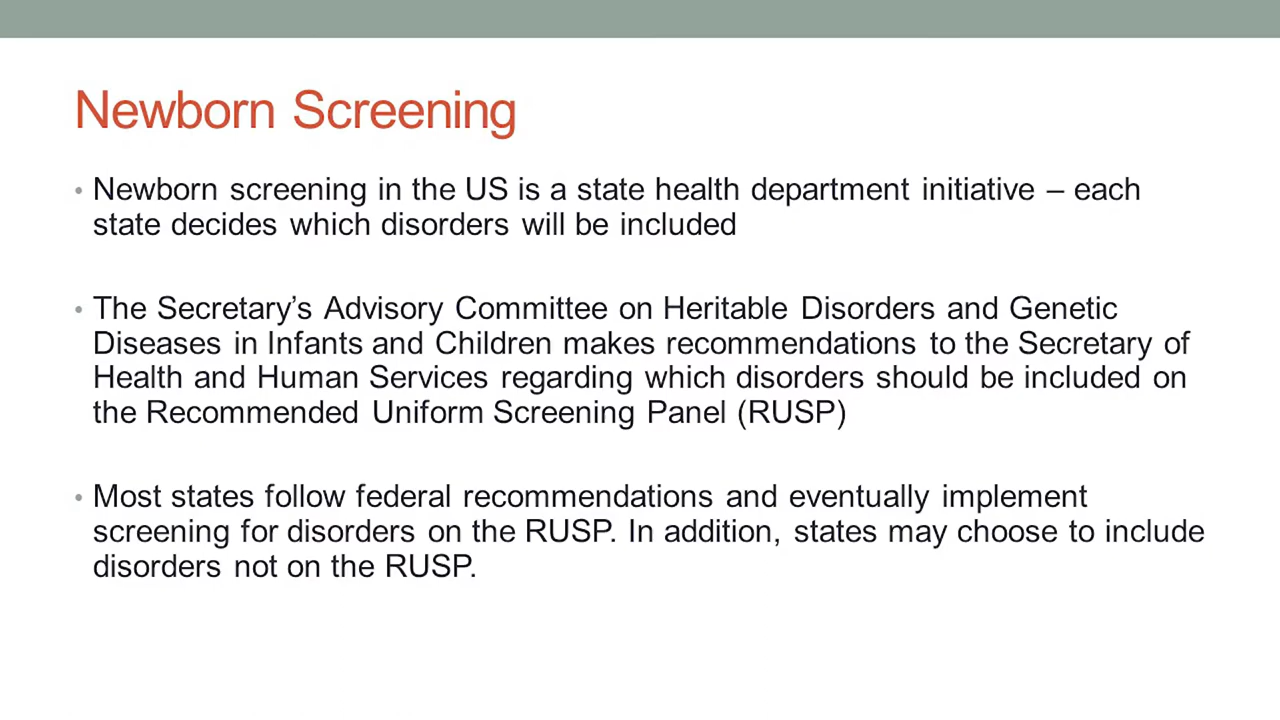 Newborn Screening
• Newborn screening in the US is a state health department initiative – each
state decides which disorders will be included
• The Secretary’s Advisory Committee on Heritable Disorders and Genetic
Diseases in Infants and Children makes recommendations to the Secretary of
Health and Human Services regarding which disorders should be included on
the Recommended Uniform Screening Panel (RUSP)
• Most states follow federal recommendations and eventually implement
screening for disorders on the RUSP. In addition, states may choose to include
disorders not on the RUSP.